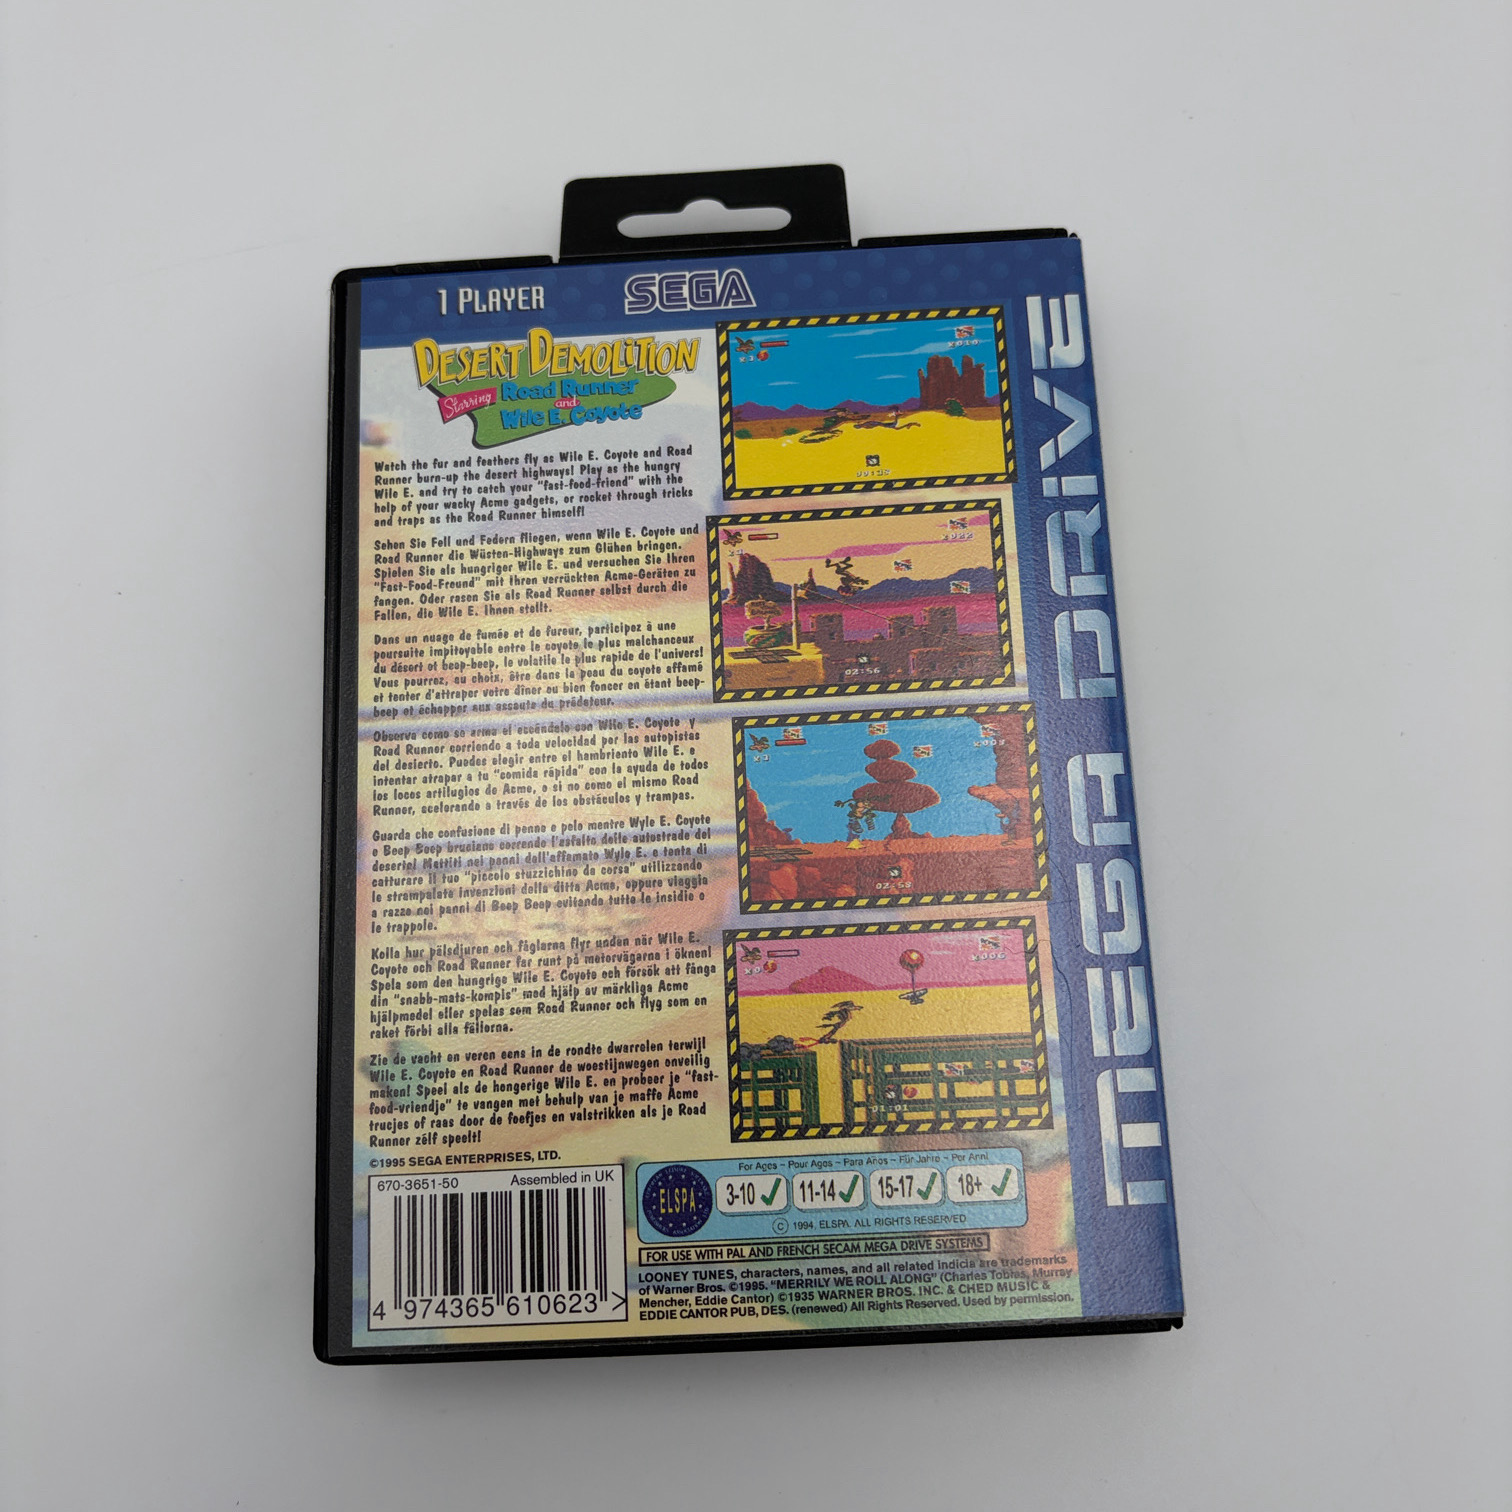 1 PLAYER
SEGA
DESERT DEMOLITION
Starring Road Runner
and
Wile E. Coyote
Watch the fur and feathers fly as Wile E. Coyote and Road
Runner burn-up the desert highways! Play as the hungry
Wile E. and try to catch your "fast-food-friend" with the
help of your wacky Acme gadgets, or rocket through tricks
and traps as the Road Runner himself!
Sehen Sie Fell und Federn fliegen, wenn Wile E. Coyote und
Road Runner die Wüsten-Highways zum Glühen bringen.
Spielen Sie als hungriger Wile E. und versuchen Sie Ihren
"Fast-Food-Freund" mit Ihren verrückten Acme-Geräten zu
fangen. Oder rasen Sie als Road Runner selbst durch die
Fallen, die Wile E. Ihnen stellt.
Dans un nuage de fumée et de fureur, participez à une
poursuite impitoyable entre le coyote le plus malchanceux
du désert et beep-beep, le volatile le plus rapide de l'univers!
Vous pourrez, au choix, être dans la peau du coyote affamé
et tenter d'attraper votre dîner ou bien foncer en étant beep-
beep et échapper aux assauts du prédateur.
Observa como se arma el escándalo con Wile E. Coyote y
Road Runner corriendo a toda velocidad por las autopistas
del desierto. Puedes elegir entre el hambriento Wile E. e
intentar atrapar a tu "comida rápida" con la ayuda de todos
los locos artilugios de Acme, o si no como el mismo Road
Runner, acelerando a través de los obstáculos y trampas.
Guarda che confusione di penne e pelo mentre Wyle E. Coyote
e Beep Beep bruciano correndo l'asfalto delle autostrade del
deserto! Mettiti nei panni dell'affamato Wyle E. e tenta di
catturare il tuo "piccolo stuzzichino da corsa" utilizzando
le strampalate invenzioni della ditta Acme, oppure viaggia
a razzo nei panni di Beep Beep evitando tutte le insidie e
le trappole.
Kolla hur pälsdjuren och fåglarna flyr undan när Wile E.
Coyote och Road Runner far runt på motorvägarna i öknen!
Spela som den hungrige Wile E. Coyote och försök att fånga
din "snabb-mats-kompis" med hjälp av märkliga Acme
hjälpmedel eller spelas som Road Runner och flyg som en
raket förbi alla fällorna.
Zie de vacht en veren eens in de rondte dwarrelen terwijl
Wile E. Coyote en Road Runner de woestijnwegen onveilig
maken! Speel als de hongerige Wile E. en probeer je "fast-
food-vriendje" te vangen met behulp van je maffe Acme
trucjes of raas door de foefjes en valstrikken als je Road
Runner zélf speelt!
©1995 SEGA ENTERPRISES, LTD.
670-3651-50 Assembled in UK
4 974365 610623 >
For Ages ~ Pour Ages ~ Para Años ~ Für Jahre ~ Per Anni
ELSPA
3-10 ✓ 11-14 ✓ 15-17 ✓ 18+ ✓
© 1994. ELSPA. ALL RIGHTS RESERVED
FOR USE WITH PAL AND FRENCH SECAM MEGA DRIVE SYSTEMS
LOONEY TUNES, characters, names, and all related indicia are trademarks
of Warner Bros. ©1995. "MERRILY WE ROLL ALONG" (Charles Tobias, Murray
Mencher, Eddie Cantor) ©1935 WARNER BROS. INC. & CHED MUSIC &
EDDIE CANTOR PUB, DES. (renewed) All Rights Reserved. Used by permission.
02:56
02:58
01:01
MEGA DRIVE